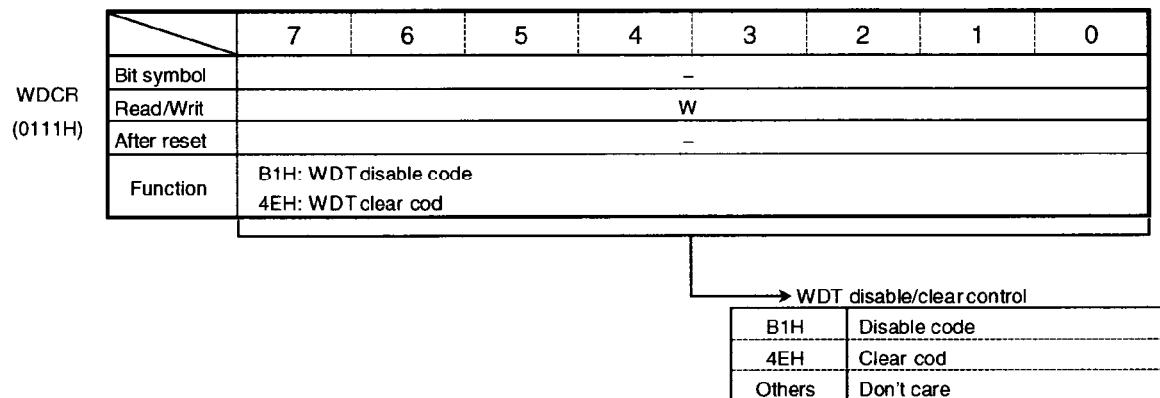 7 6 5 4 3 2 1 0
WDCR
(0111H)
Bit symbol –
Read/Writ W
After reset –
Function
B1H: WDT disable code
4EH: WDT clear cod
WDT disable/clear control
B1H Disable code
4EH Clear cod
Others Don't care